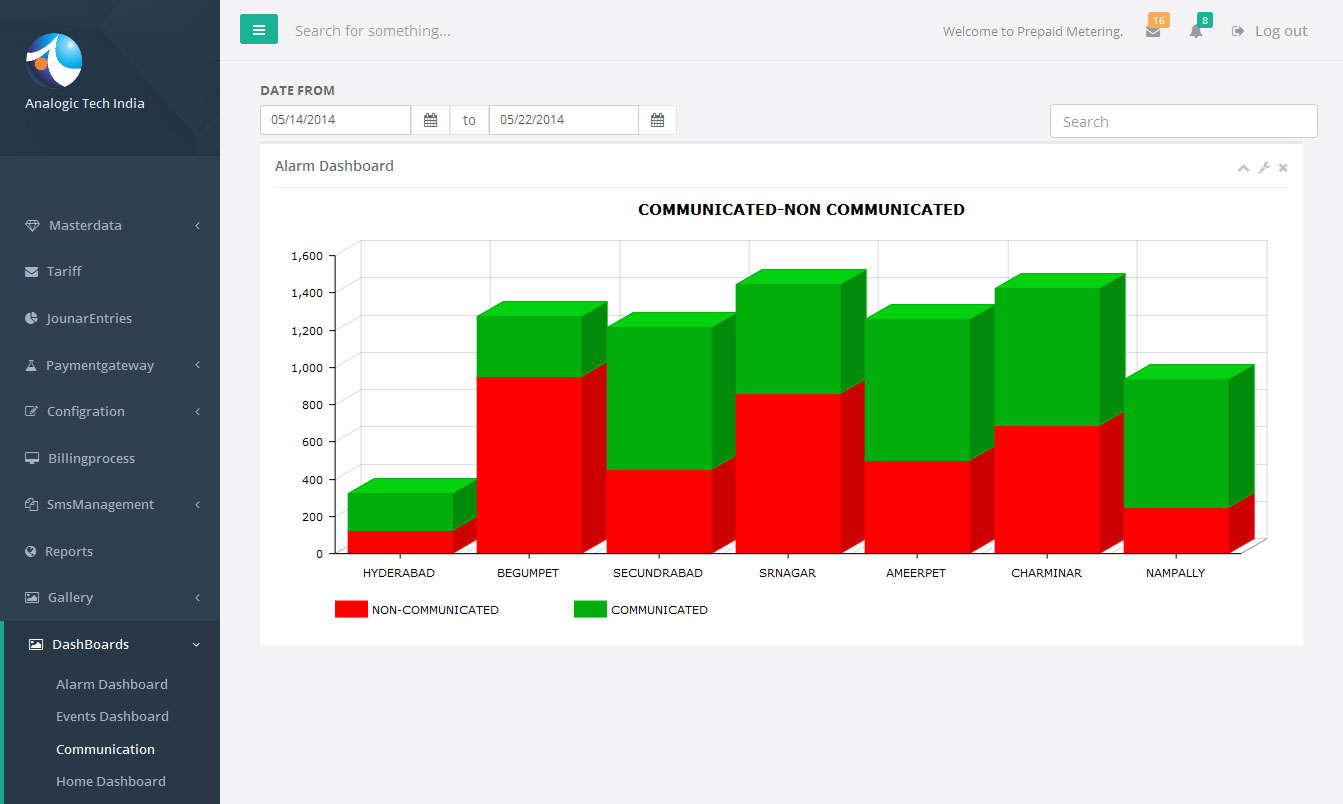 Analogic Tech India
Masterdata
Tariff
JounarEntries
Paymentgateway
Configration
Billingprocess
SmsManagement
Reports
Gallery
DashBoards
Alarm Dashboard
Events Dashboard
Communication
Home Dashboard
Search for something...
Welcome to Prepaid Metering.
16
8
Log out
DATE FROM
05/14/2014 to 05/22/2014
Search
Alarm Dashboard
COMMUNICATED-NON COMMUNICATED
1,600
1,400
1,200
1,000
800
600
400
200
0
HYDERABAD BEGUMPET SECUNDRABAD SRNAGAR AMEERPET CHARMINAR NAMPALLY
NON-COMMUNICATED COMMUNICATED